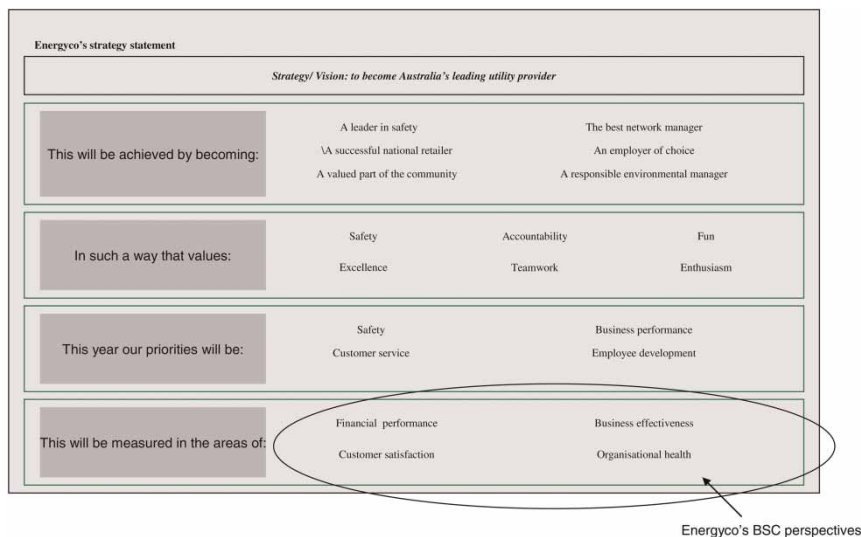 Energyco's strategy statement
Strategy/ Vision: to become Australia's leading utility provider
This will be achieved by becoming:
A leader in safety
The best network manager
\A successful national retailer
An employer of choice
A valued part of the community
A responsible environmental manager
In such a way that values:
Safety
Accountability
Fun
Excellence
Teamwork
Enthusiasm
This year our priorities will be:
Safety
Business performance
Customer service
Employee development
This will be measured in the areas of:
Financial performance
Business effectiveness
Customer satisfaction
Organisational health
Energyco's BSC perspectives